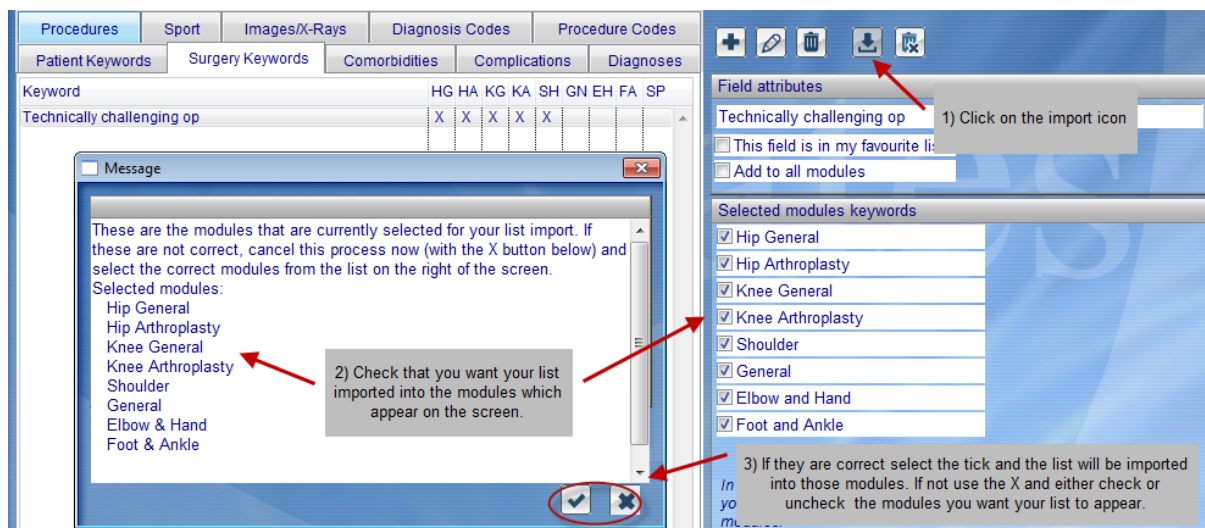 Procedures Sport Images/X-Rays Diagnosis Codes Procedure Codes
Patient Keywords Surgery Keywords Comorbidities Complications Diagnoses
Keyword HG HA KG KA SH GN EH FA SP
Technically challenging op X X X X X
Message
These are the modules that are currently selected for your list import. If
these are not correct, cancel this process now (with the X button below) and
select the correct modules from the list on the right of the screen.
Selected modules:
Hip General
Hip Arthroplasty
Knee General
Knee Arthroplasty
Shoulder
General
Elbow & Hand
Foot & Ankle
2) Check that you want your list
imported into the modules which
appear on the screen.
Field attributes
Technically challenging op
1) Click on the import icon
This field is in my favourite li
Add to all modules
Selected modules keywords
Hip General
Hip Arthroplasty
Knee General
Knee Arthroplasty
Shoulder
General
Elbow and Hand
Foot and Ankle
3) If they are correct select the tick and the list will be imported
into those modules. If not use the X and either check or
uncheck the modules you want your list to appear.
In
yo